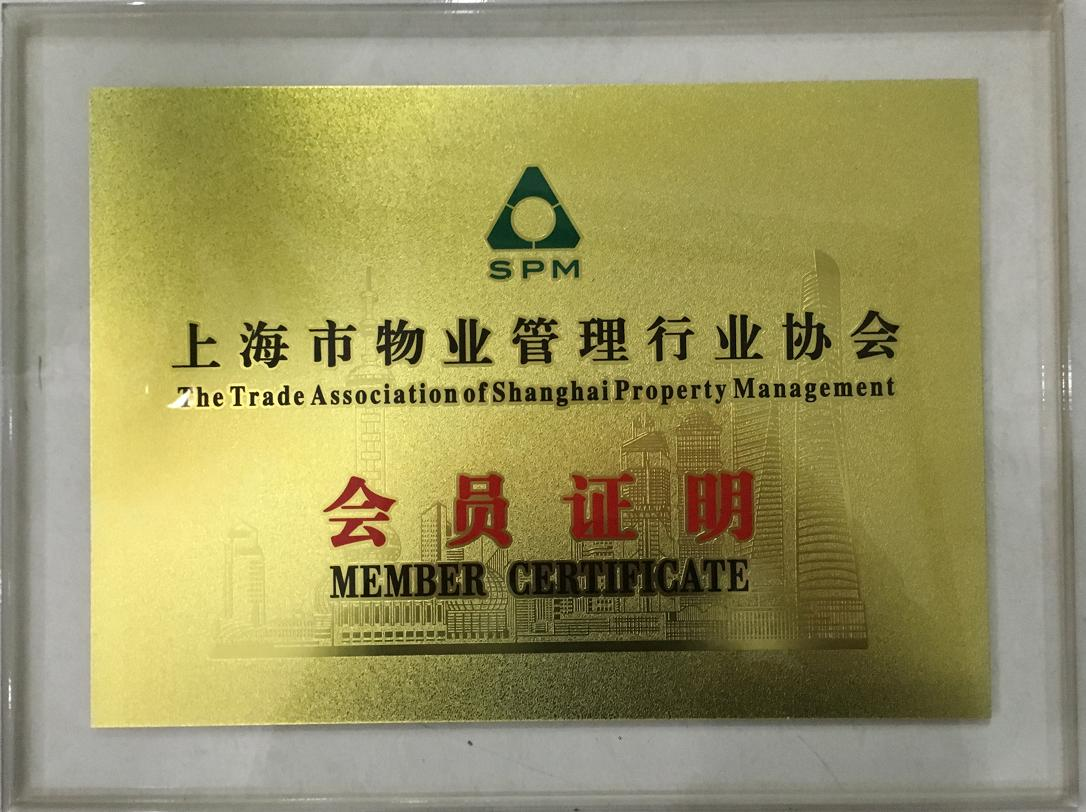 SPM
上海市物业管理行业协会
The Trade Association of Shanghai Property Management
会员证明
MEMBER CERTIFICATE